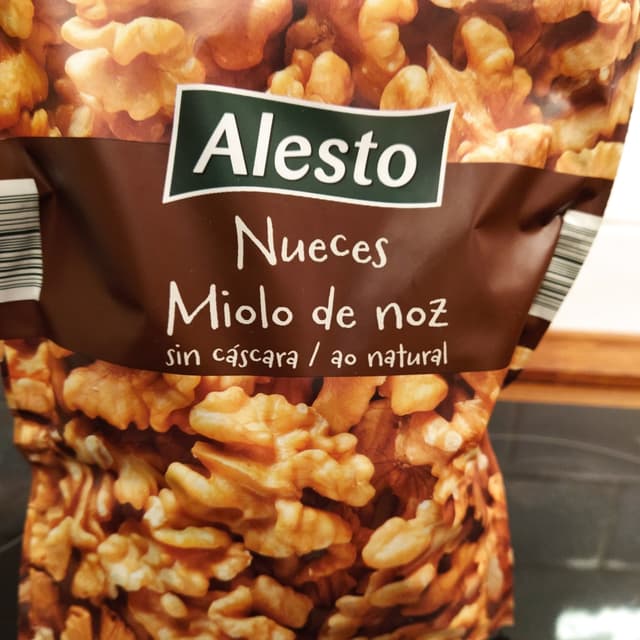 Alesto
Nueces
Miolo de noz
sin cáscara / ao natural